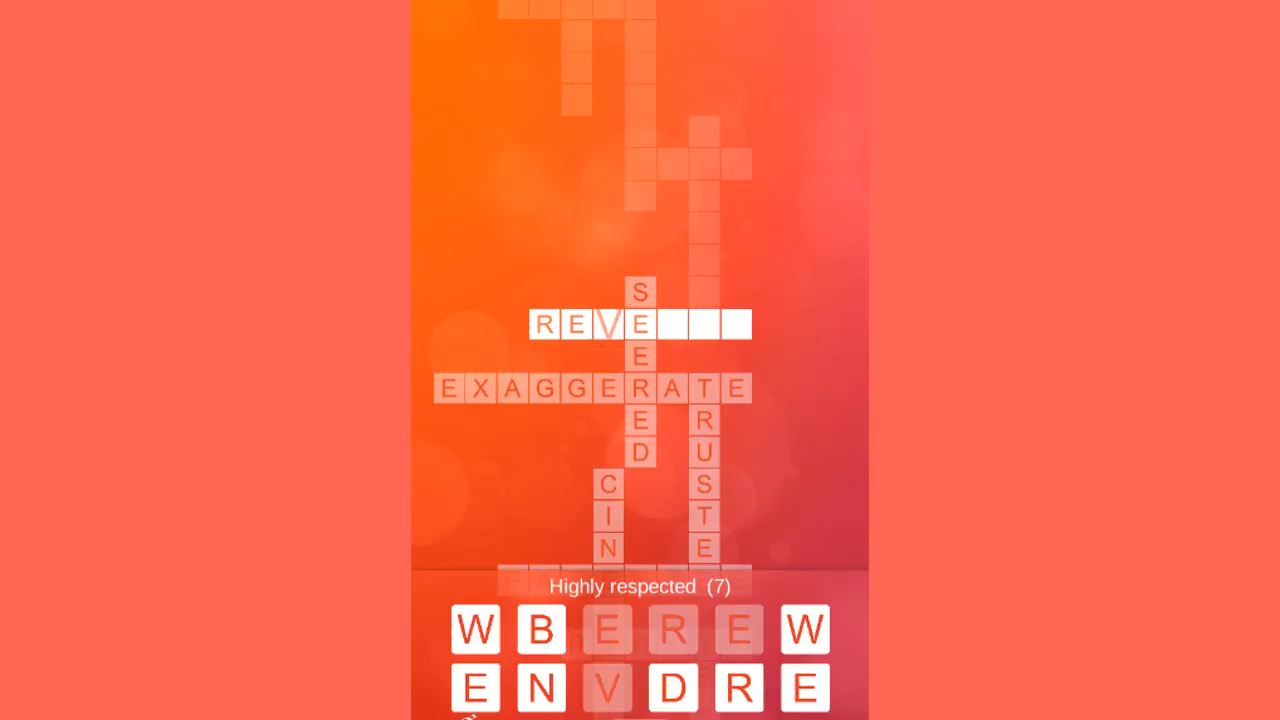 S
REVE
E
EXAGGERATE
E R
D U
C S
I T
N E
Highly respected (7)
W B E R E W
E N V D R E